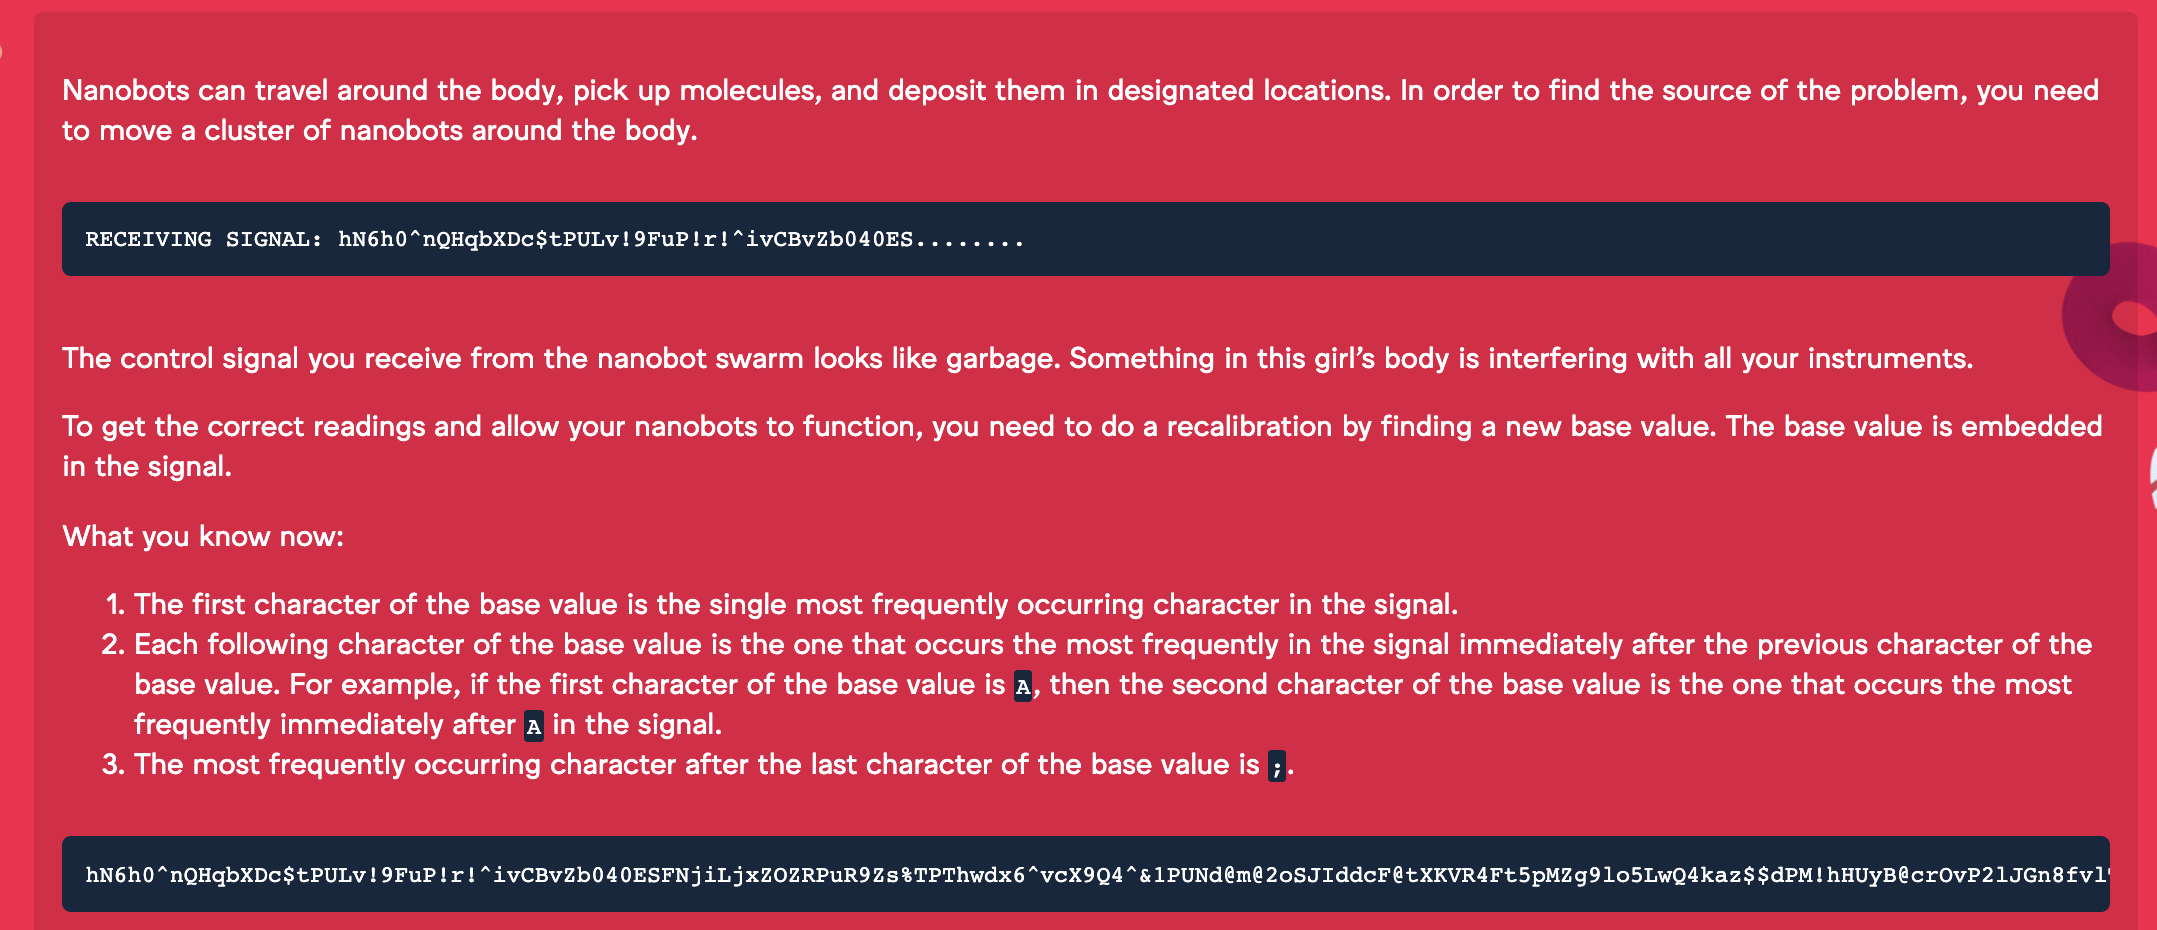 Nanobots can travel around the body, pick up molecules, and deposit them in designated locations. In order to find the source of the problem, you need
to move a cluster of nanobots around the body.
RECEIVING SIGNAL: hN6h0^nQHqbXDc$tPULv!9FuP!r!^ivCBvZb040ES........
The control signal you receive from the nanobot swarm looks like garbage. Something in this girl’s body is interfering with all your instruments.
To get the correct readings and allow your nanobots to function, you need to do a recalibration by finding a new base value. The base value is embedded
in the signal.
What you know now:
1. The first character of the base value is the single most frequently occurring character in the signal.
2. Each following character of the base value is the one that occurs the most frequently in the signal immediately after the previous character of the
base value. For example, if the first character of the base value is A, then the second character of the base value is the one that occurs the most
frequently immediately after A in the signal.
3. The most frequently occurring character after the last character of the base value is ;.
hN6h0^nQHqbXDc$tPULv!9FuP!r!^ivCBvZb040ESFNjiLjxZOZRPuR9Zs%TPThwdx6^vcX9Q4^&1PUNd@m@2oSJIddcF@tXKVR4Ft5pMZg9lo5LwQ4kaz$$dPM!hHUyB@crOvP2lJGn8fvl